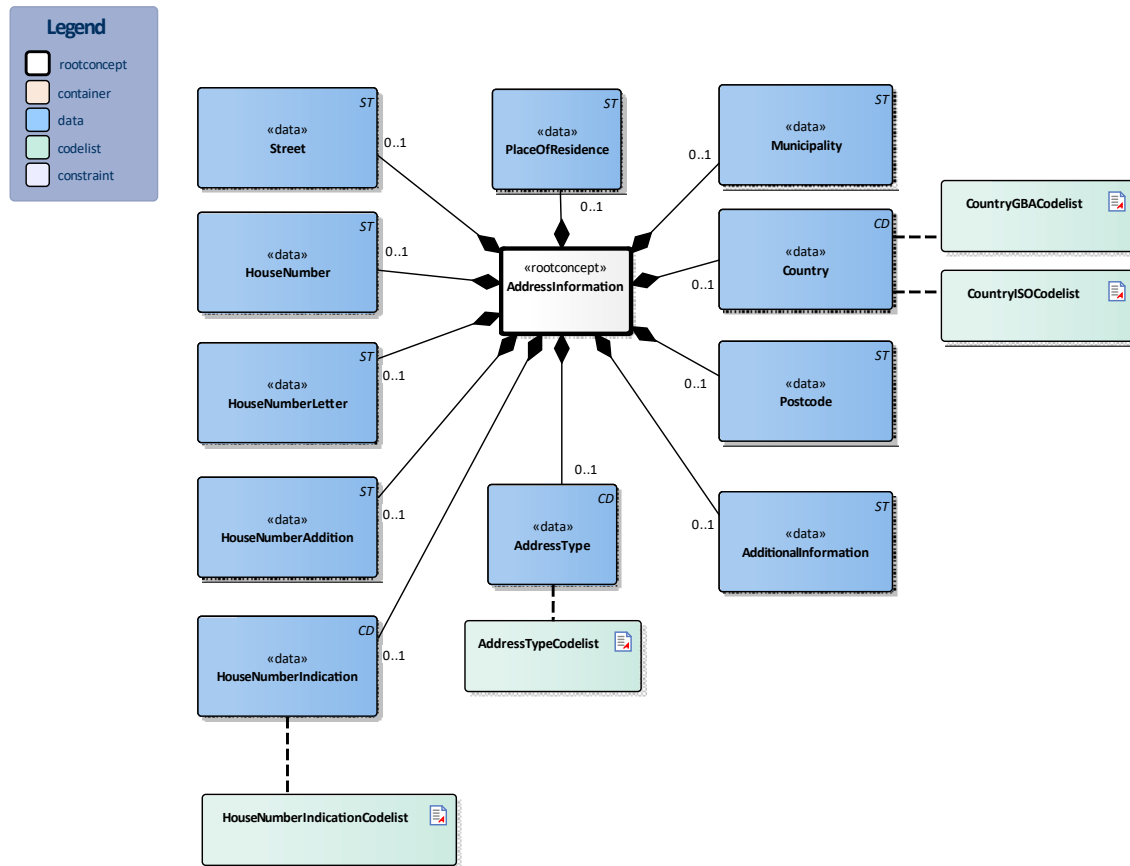 Legend
rootconcept
container
data
codelist
constraint
ST
«data»
Street
0..1
ST
«data»
PlaceOfResidence
0..1
ST
«data»
Municipality
0..1
ST
«data»
HouseNumber
0..1
«rootconcept»
AddressInformation
CD
«data»
Country
0..1
CountryGBACodelist
CountryISOCodelist
ST
«data»
HouseNumberLetter
0..1
ST
«data»
Postcode
0..1
ST
«data»
HouseNumberAddition
0..1
0..1
CD
«data»
AddressType
ST
«data»
AdditionalInformation
0..1
CD
«data»
HouseNumberIndication
0..1
AddressTypeCodelist
HouseNumberIndicationCodelist